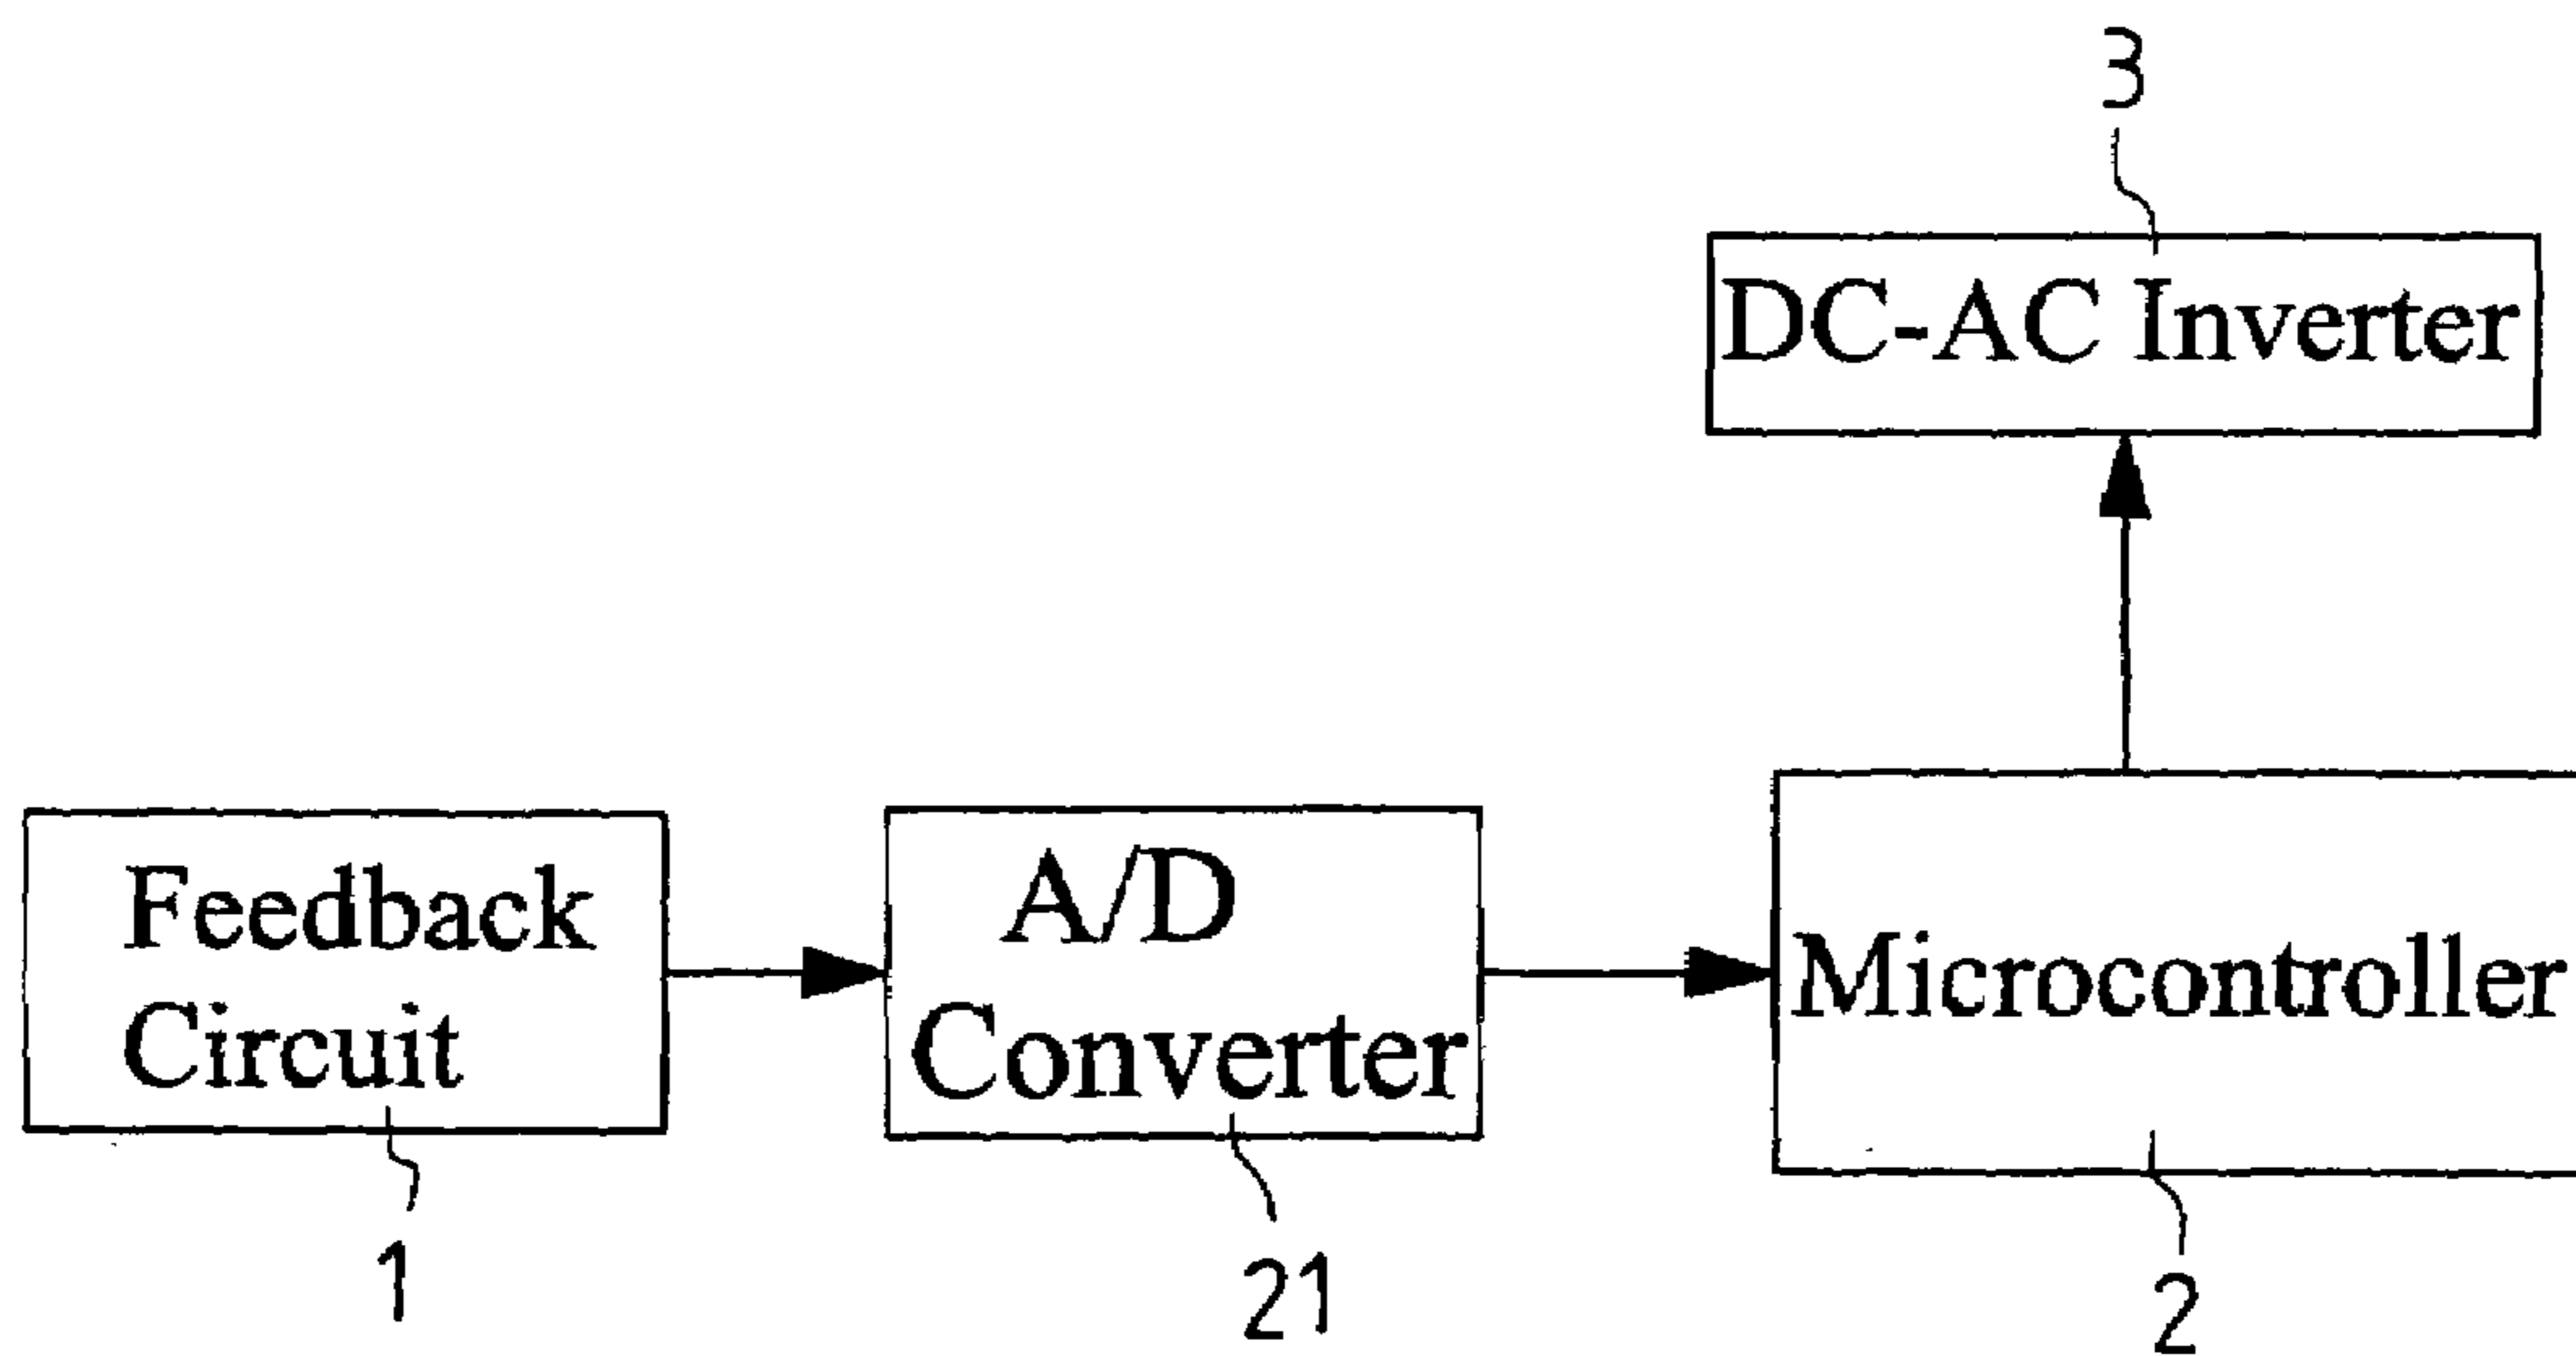 3
DC-AC Inverter
Feedback
Circuit
A/D
Converter
Microcontroller
1
21
2